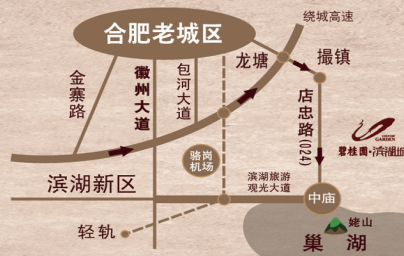 绕城高速
合肥老城区
龙塘
撮镇
金寨路
徽州大道
包河大道
店忠路(024)
碧桂园·滨湖城
骆岗
机场
滨湖新区
滨湖旅游
观光大道
中庙
轻轨
姥山
巢湖